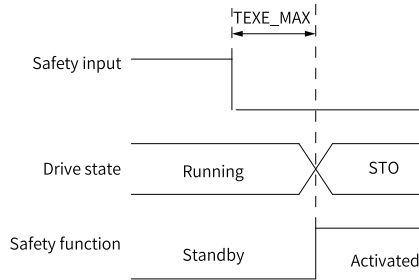 TEXE_MAX
Safety input
Drive state
Running
STO
Safety function
Standby
Activated